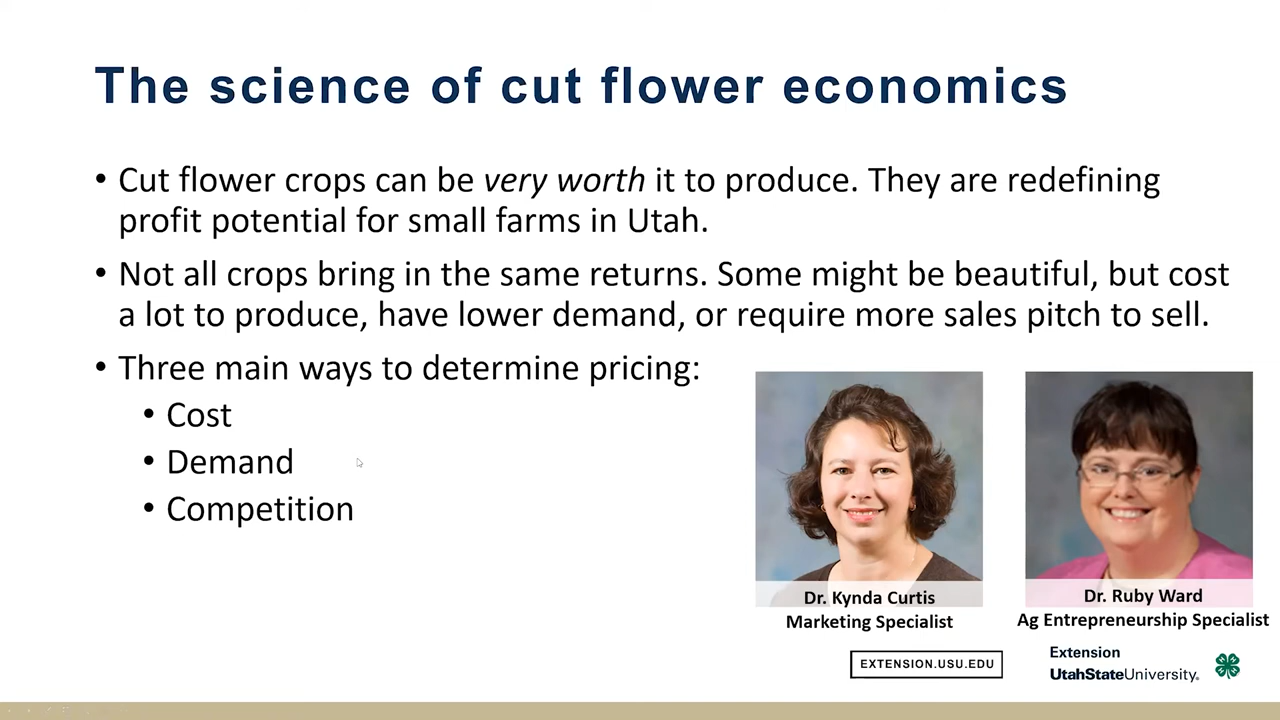 The science of cut flower economics
• Cut flower crops can be very worth it to produce. They are redefining
profit potential for small farms in Utah.
• Not all crops bring in the same returns. Some might be beautiful, but cost
a lot to produce, have lower demand, or require more sales pitch to sell.
• Three main ways to determine pricing:
• Cost
• Demand
• Competition
Dr. Kynda Curtis
Marketing Specialist
Dr. Ruby Ward
Ag Entrepreneurship Specialist
EXTENSION.USU.EDU
Extension
UtahStateUniversity.